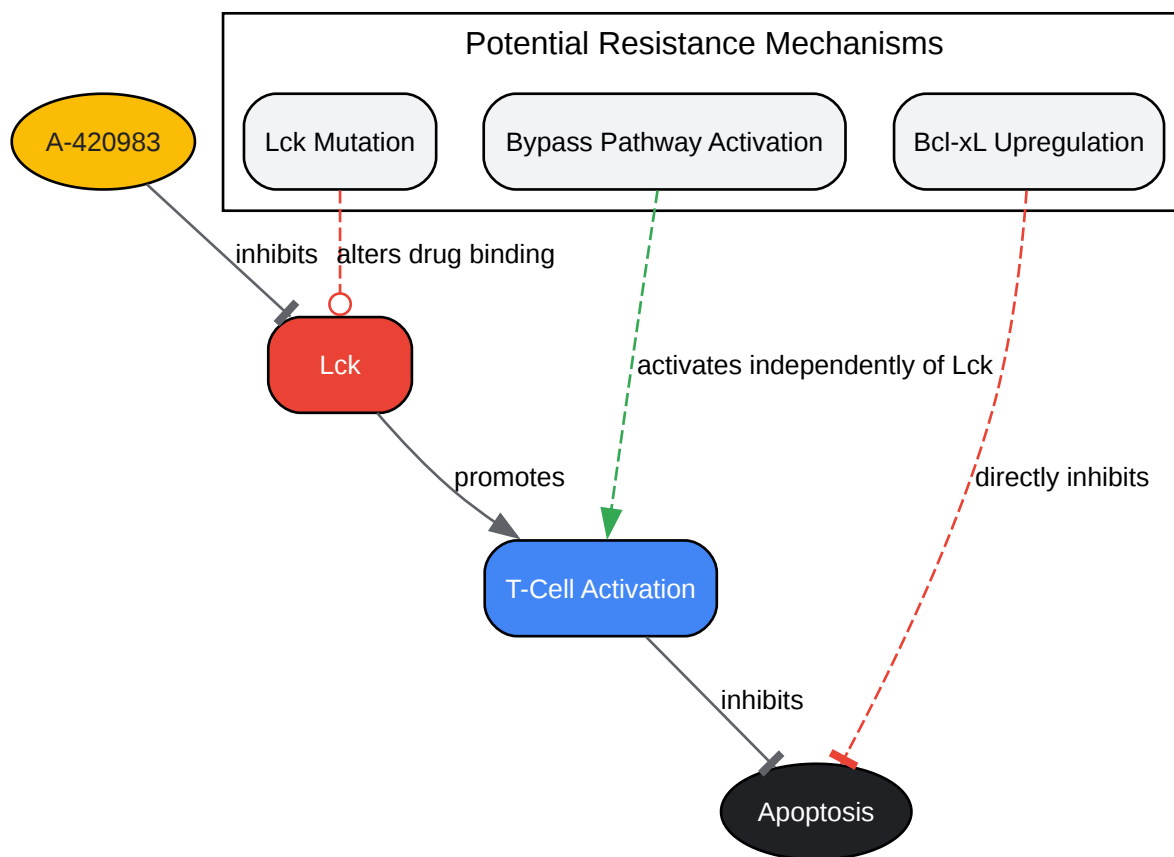 Potential Resistance Mechanisms
A-420983
Lck Mutation
Bypass Pathway Activation
Bcl-xL Upregulation
inhibits
alters drug binding
Lck
activates independently of Lck
promotes
directly inhibits
T-Cell Activation
inhibits
Apoptosis